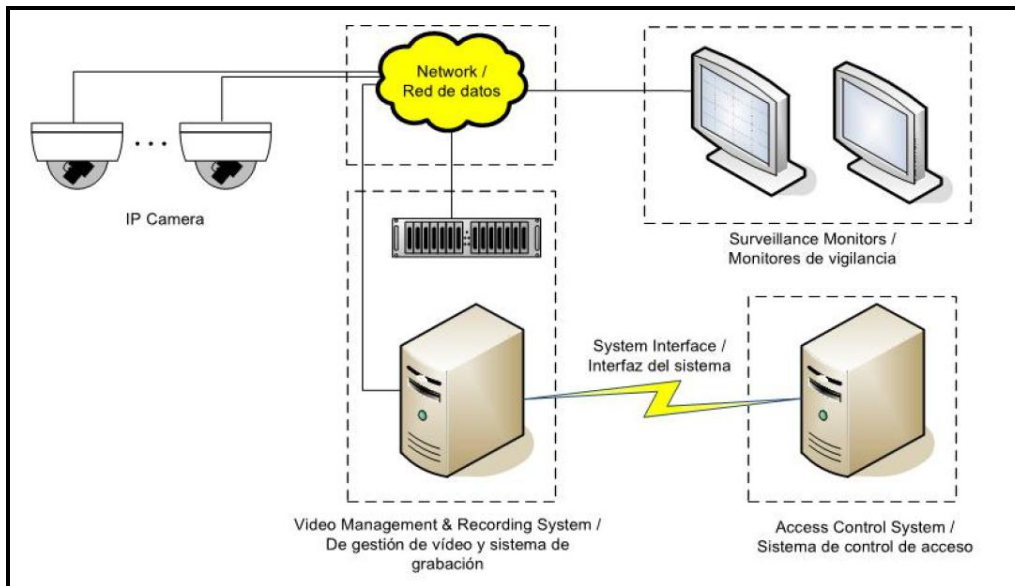 Network /
Red de datos
IP Camera
Surveillance Monitors /
Monitores de vigilancia
System Interface /
Interfaz del sistema
Video Management & Recording System /
De gestión de vídeo y sistema de
grabación
Access Control System /
Sistema de control de acceso